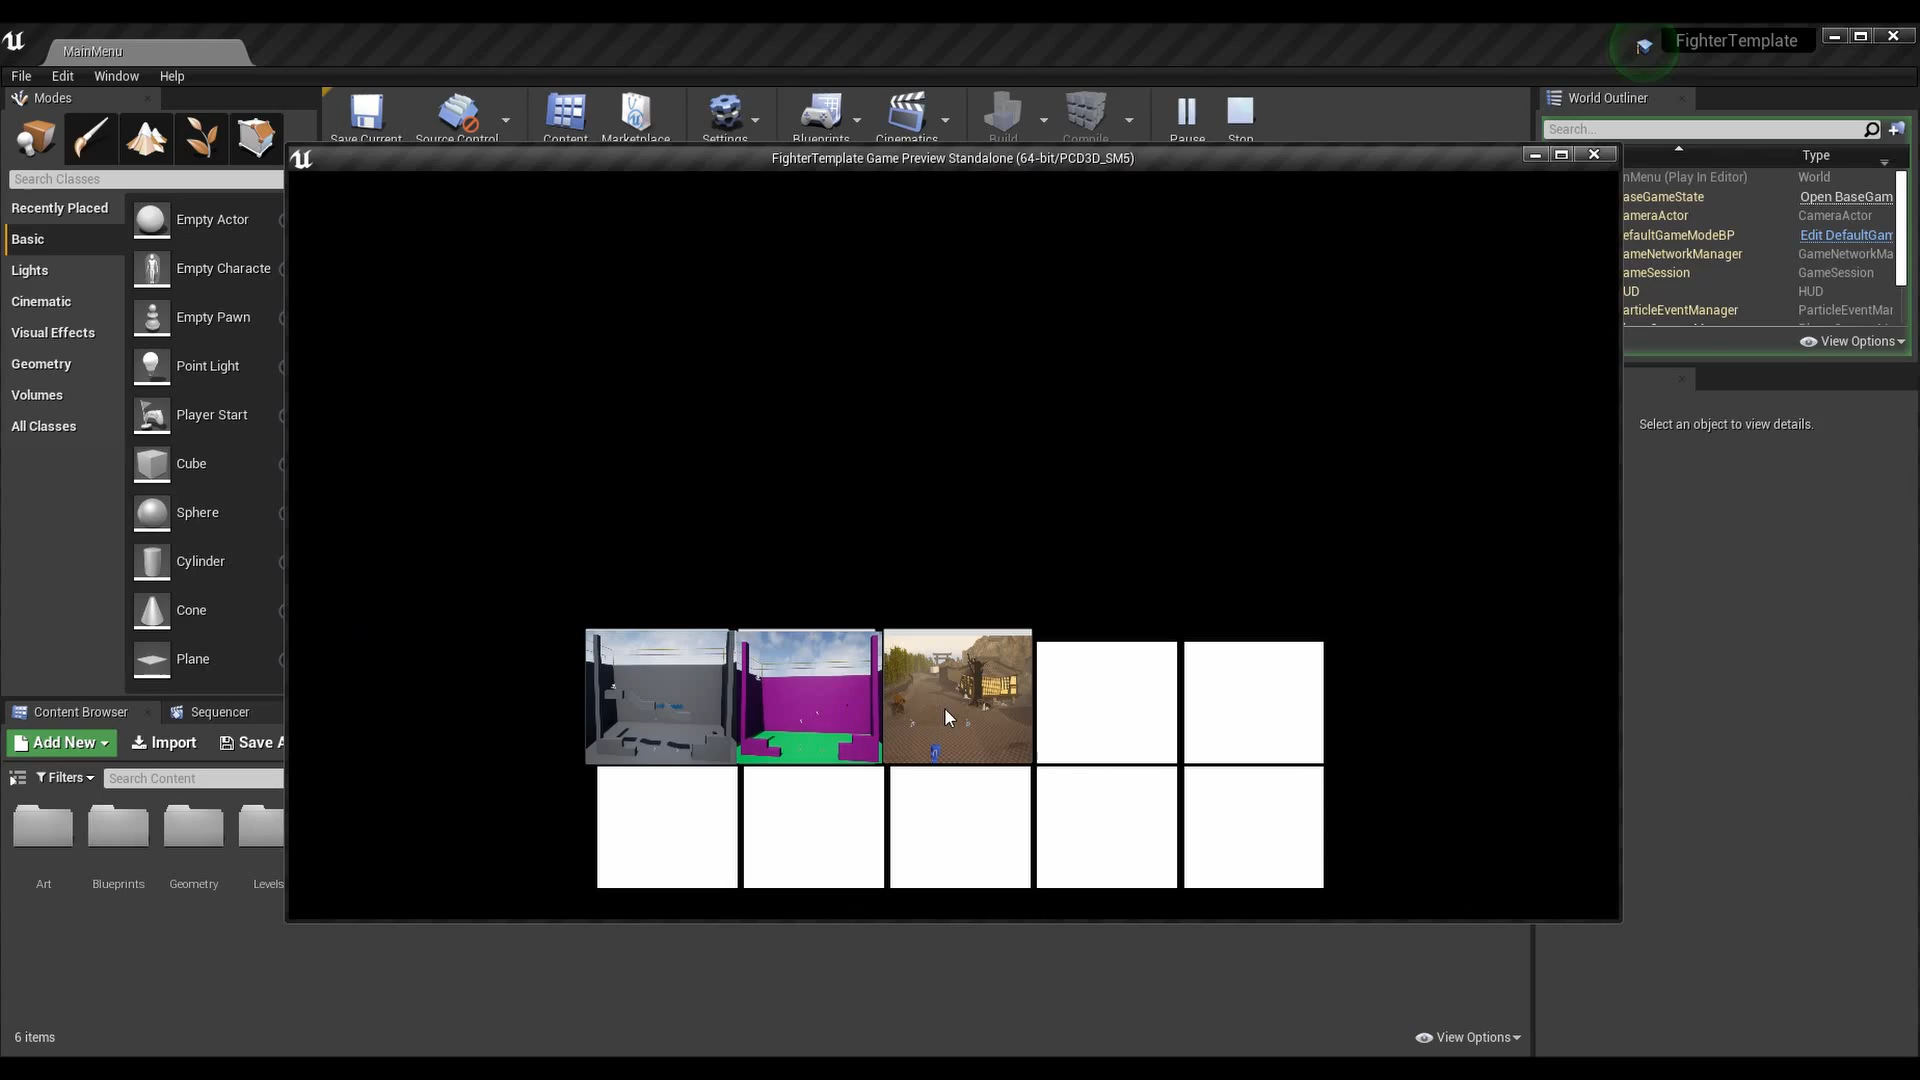 MainMenu
FighterTemplate
File Edit Window Help
Modes
World Outliner
Save Current Source Control Content Marketplace Settings Blueprints Cinematics Build Compile Pause Stop
Search...
FighterTemplate Game Preview Standalone (64-bit/PCD3D_SM5)
Type
Search Classes
nMenu (Play In Editor) World
aseGameState Open BaseGam
ameraActor CameraActor
efaultGameModeBP Edit DefaultGam
ameNetworkManager GameNetworkMa
ameSession GameSession
UD HUD
articleEventManager ParticleEventMar
View Options
Recently Placed
Basic
Lights
Cinematic
Visual Effects
Geometry
Volumes
All Classes
Empty Actor
Empty Characte
Empty Pawn
Point Light
Player Start
Cube
Sphere
Cylinder
Cone
Plane
Select an object to view details.
Content Browser Sequencer
Add New Import Save A
Filters Search Content
Art Blueprints Geometry Levels
6 items
View Options